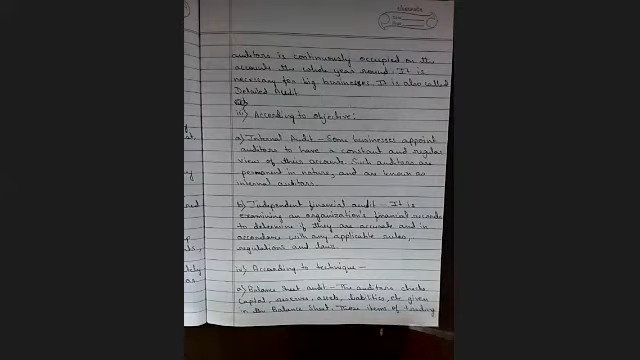 auditors is continuously occupied on the
accounts the whole year round. It is
necessary for big businesses. It is also called
Detailed Audit
iii) According to objective:
a) Internal Audit - Some businesses appoint
auditors to have a constant and regular
views of their accounts. Such auditors are
permanent in nature, and are known as
internal auditors.
b) Independent financial audit - It is
examining an organization's financial records
to determine if they are accurate and in
accordance with any applicable rules,
regulations and laws.
iv) According to technique -
a) Balance Sheet audit - The auditors checks
Capital, reserves, assets, liabilities, etc given
in the Balance Sheet. Those items of trading